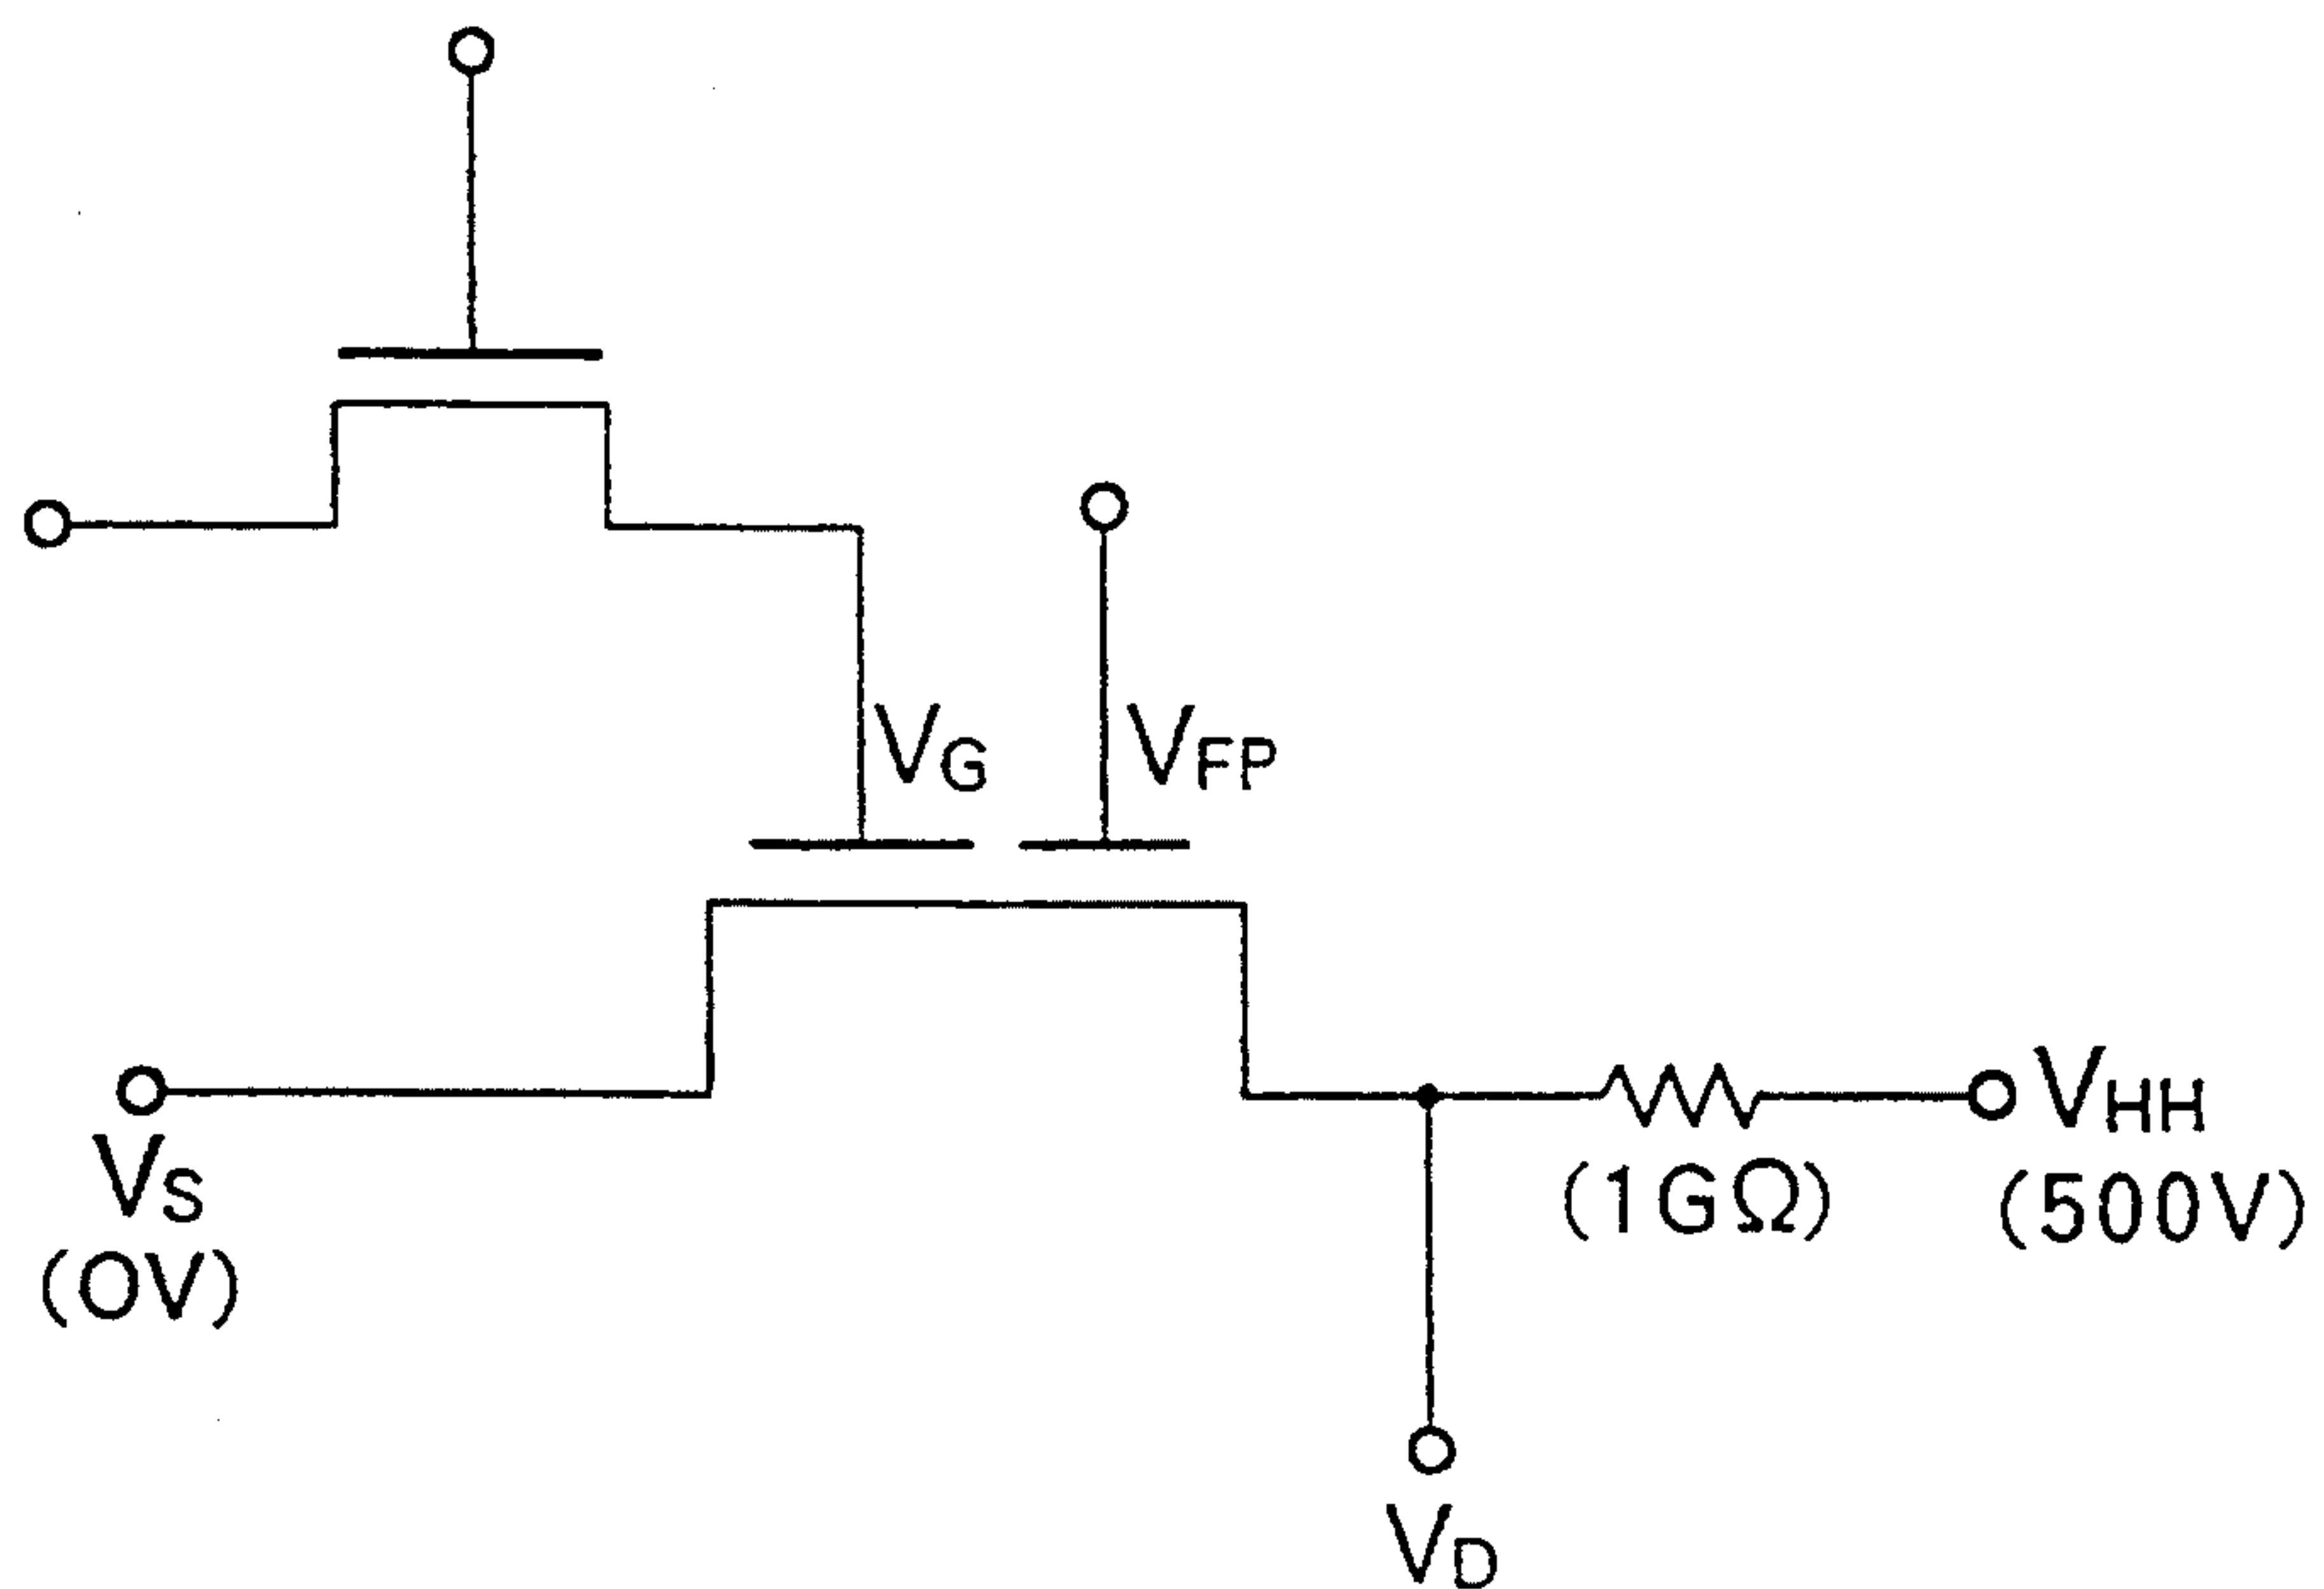 VG
VFP
VS
(0V)
(1GΩ)
VHH
(500V)
VD